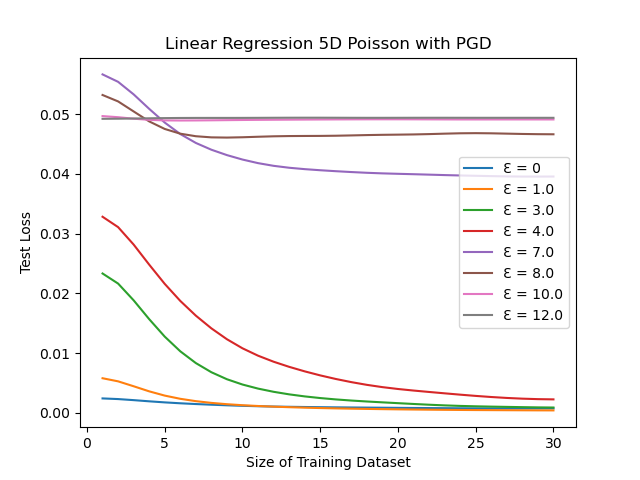 Linear Regression 5D Poisson with PGD
Test Loss
0.05
0.04
0.03
0.02
0.01
0.00
0
5
10
15
20
25
30
Size of Training Dataset
Ɛ = 0
Ɛ = 1.0
Ɛ = 3.0
Ɛ = 4.0
Ɛ = 7.0
Ɛ = 8.0
Ɛ = 10.0
Ɛ = 12.0